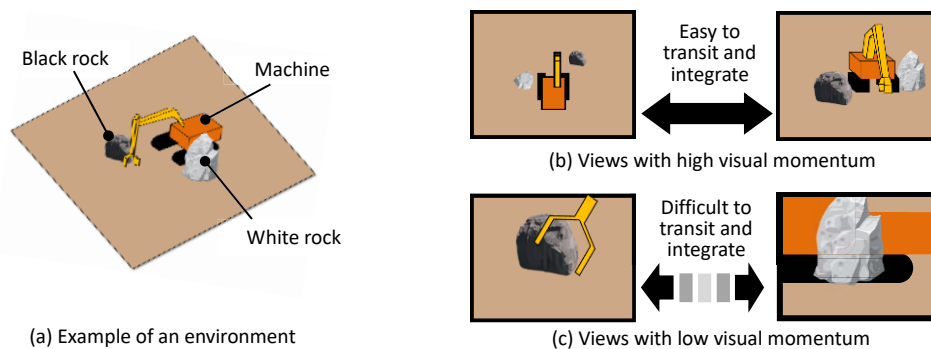 Black rock
Machine
White rock
(a) Example of an environment
Easy to
transit and
integrate
(b) Views with high visual momentum
Difficult to
transit and
integrate
(c) Views with low visual momentum